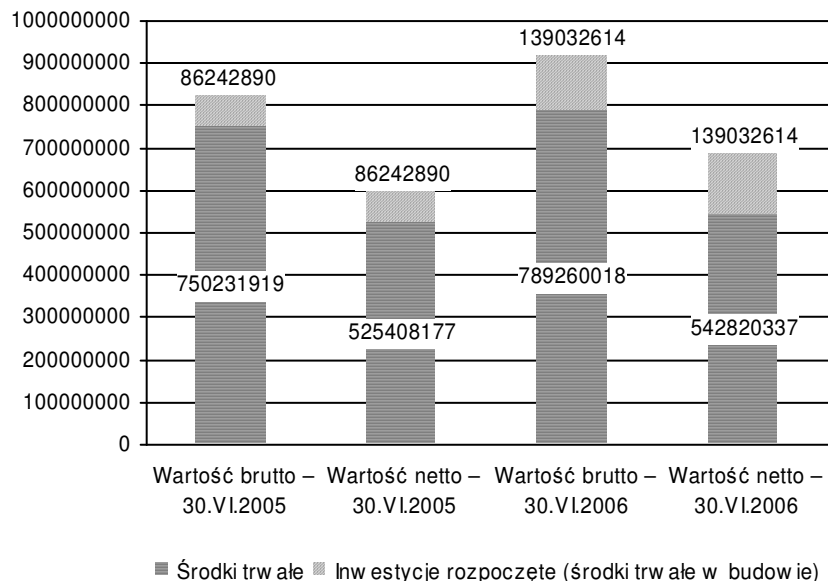 1000000000
900000000
800000000
700000000
600000000
500000000
400000000
300000000
200000000
100000000
0
86242890
750231919
86242890
525408177
139032614
789260018
139032614
542820337
Wartość brutto –
30.VI.2005
Wartość netto –
30.VI.2005
Wartość brutto –
30.VI.2006
Wartość netto –
30.VI.2006
Środki trwałe
Inwestycje rozpoczęte (środki trwałe w budowie)